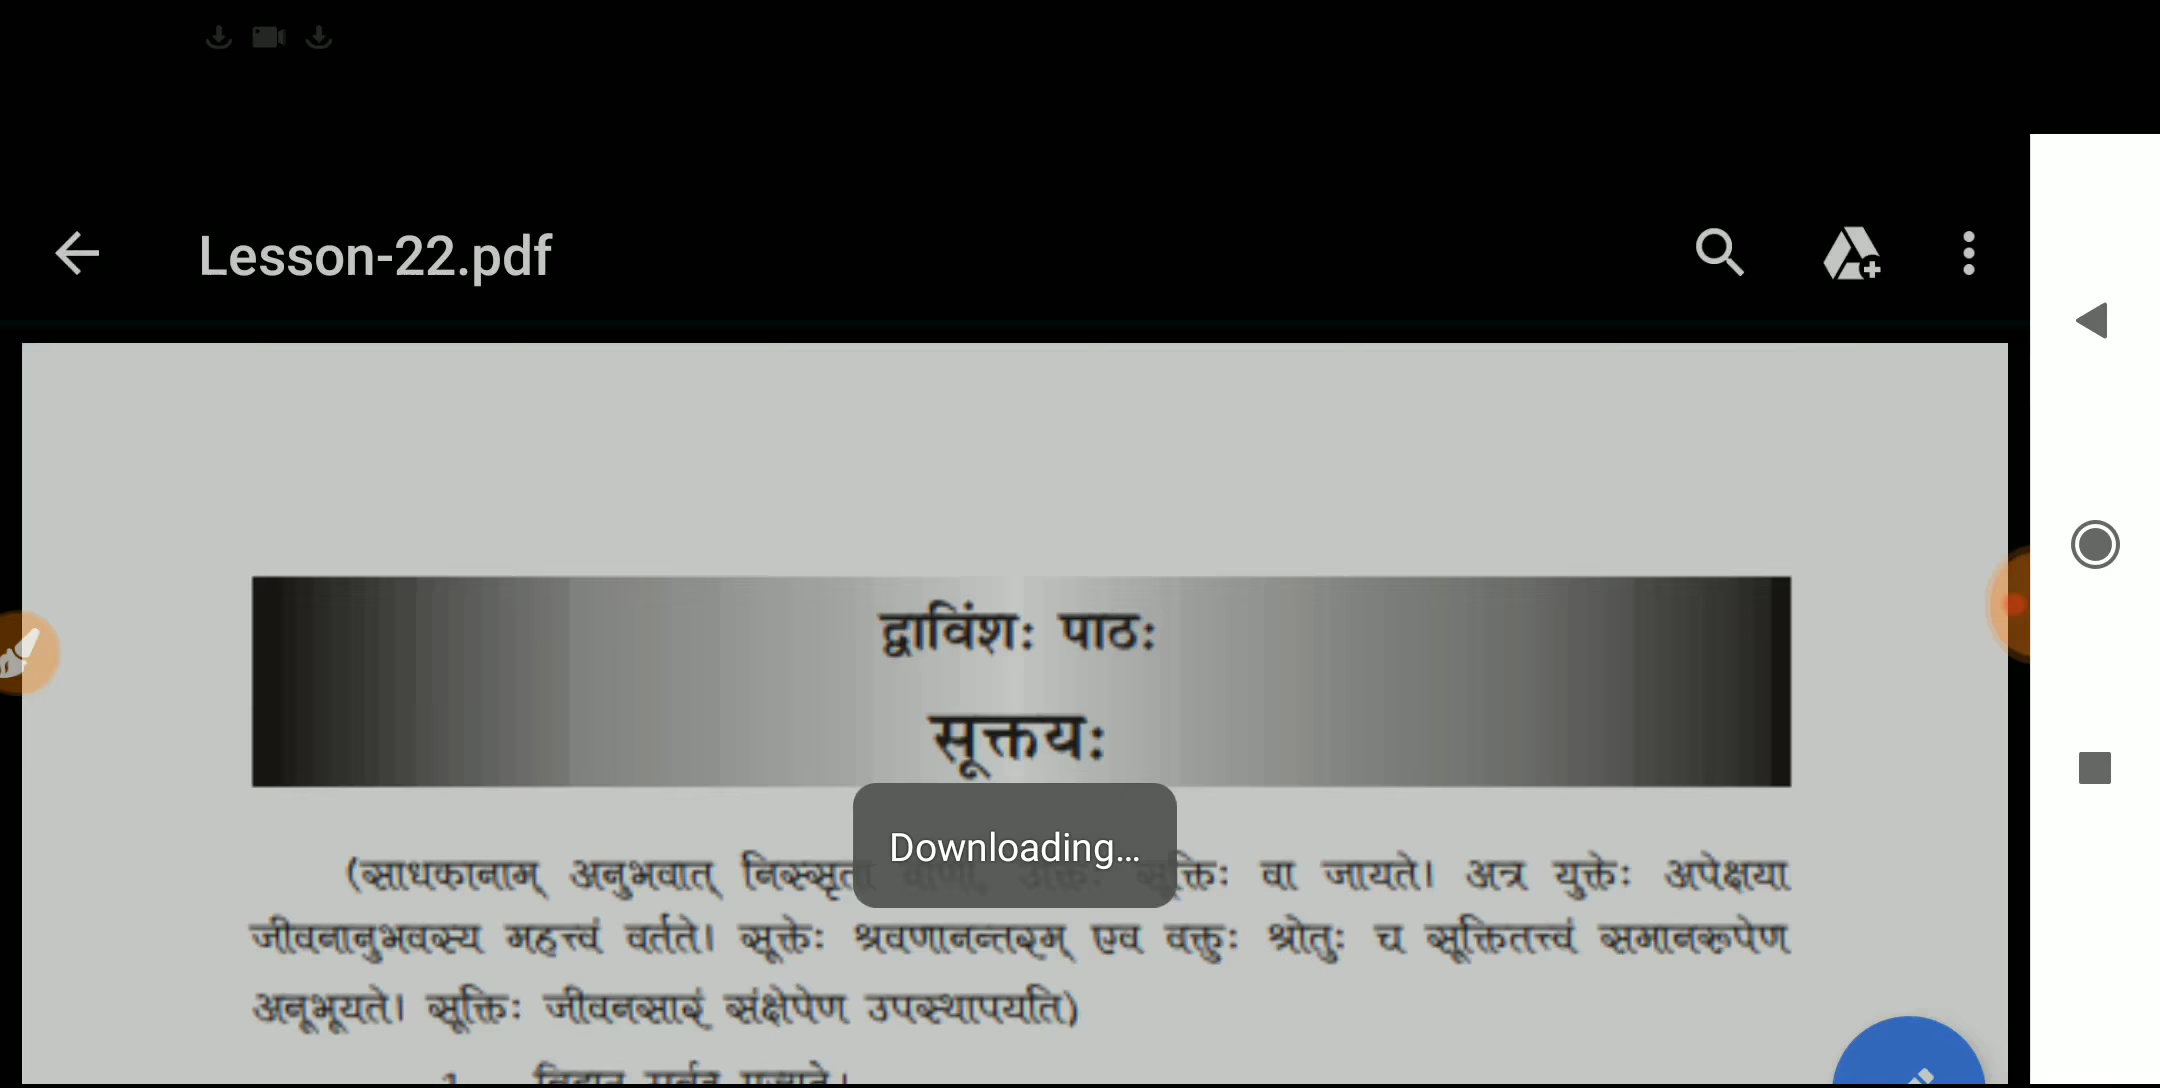 Lesson-22.pdf
द्वाविंशः पाठः
सूक्तयः
Downloading...
(साधकानाम् अनुभवात् निस्सृता वाणी, उक्तिः सूक्तिः वा जायते। अत्र युक्तेः अपेक्षया
जीवनानुभवस्य महत्त्वं वर्तते। सूक्तेः श्रवणानन्तरम् एव वक्तुः श्रोतुः च सूक्तितत्त्वं समानरूपेण
अनूभूयते। सूक्तिः जीवनसारं संक्षेपेण उपस्थापयति)